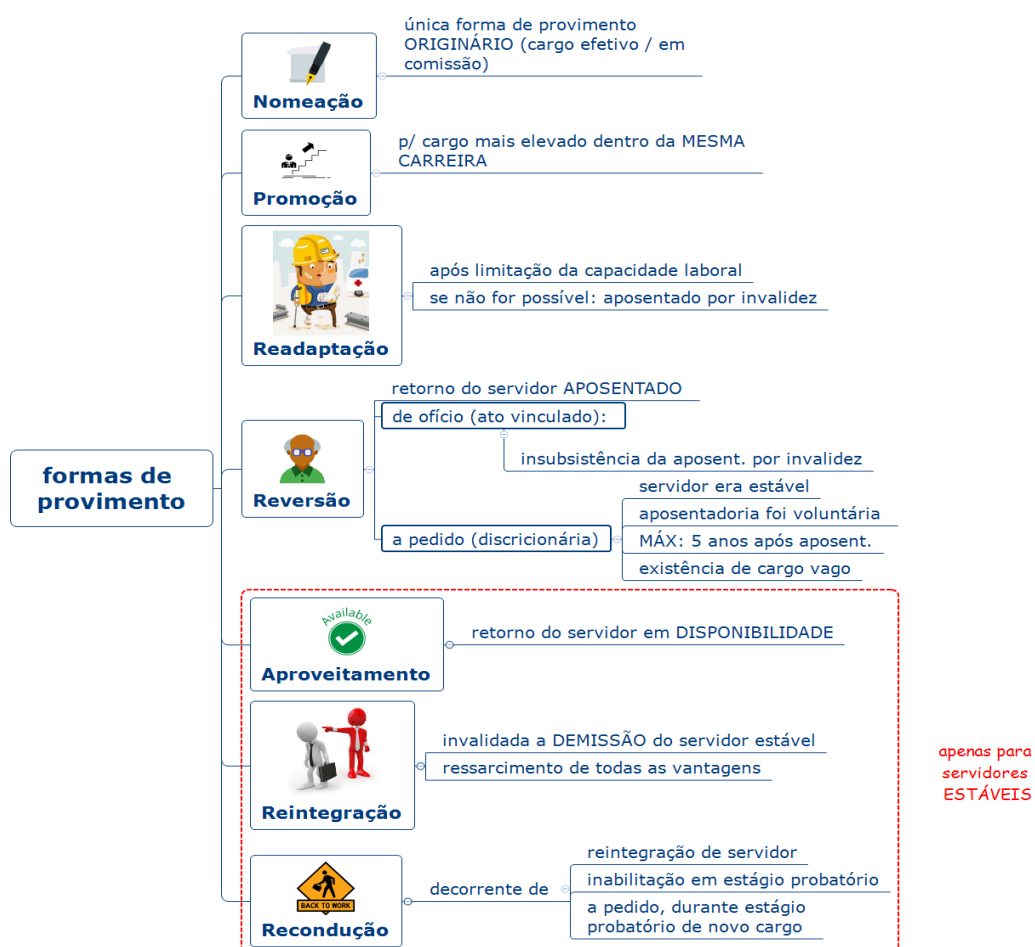 formas de
provimento
Nomeação
única forma de provimento
ORIGINÁRIO (cargo efetivo / em
comissão)
Promoção
p/ cargo mais elevado dentro da MESMA
CARREIRA
Readaptação
após limitação da capacidade laboral
se não for possível: aposentado por invalidez
Reversão
retorno do servidor APOSENTADO
de ofício (ato vinculado):
insubsistência da aposent. por invalidez
a pedido (discricionária)
servidor era estável
aposentadoria foi voluntária
MÁX: 5 anos após aposent.
existência de cargo vago
Available
Aproveitamento
retorno do servidor em DISPONIBILIDADE
Reintegração
invalidada a DEMISSÃO do servidor estável
ressarcimento de todas as vantagens
BACK TO WORK
Recondução
decorrente de
reintegração de servidor
inabilitação em estágio probatório
a pedido, durante estágio
probatório de novo cargo
apenas para
servidores
ESTÁVEIS